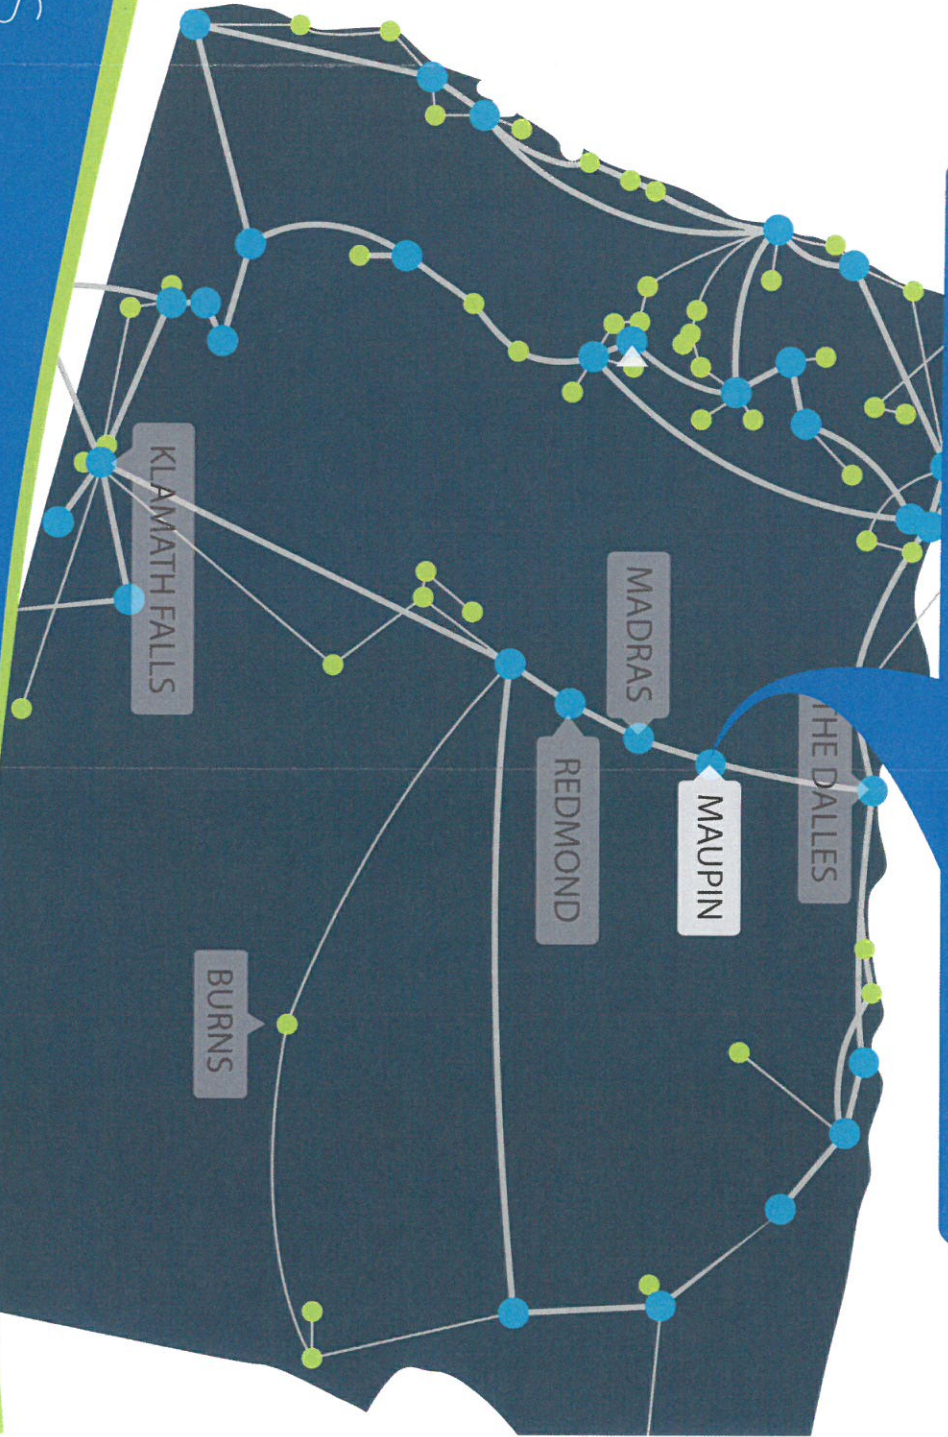 THE DALLES
MAUPIN
MADRAS
REDMOND
KLAMATH FALLS
BURNS